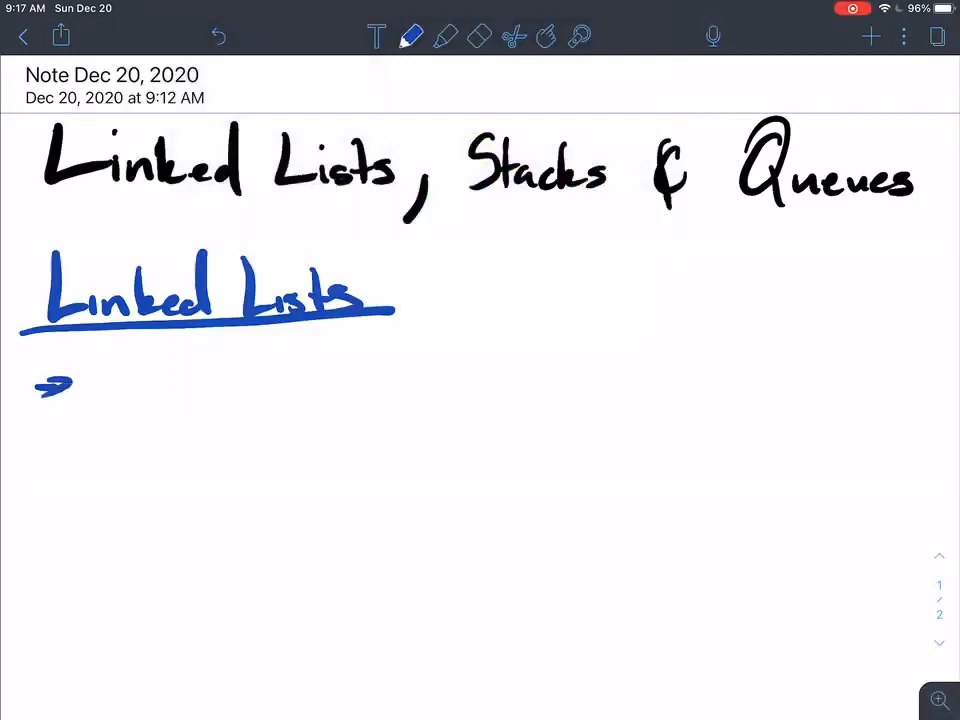 9:17 AM Sun Dec 20 96%
T
Note Dec 20, 2020
Dec 20, 2020 at 9:12 AM
Linked Lists, Stacks & Queues
Linked Lists
1
/
2